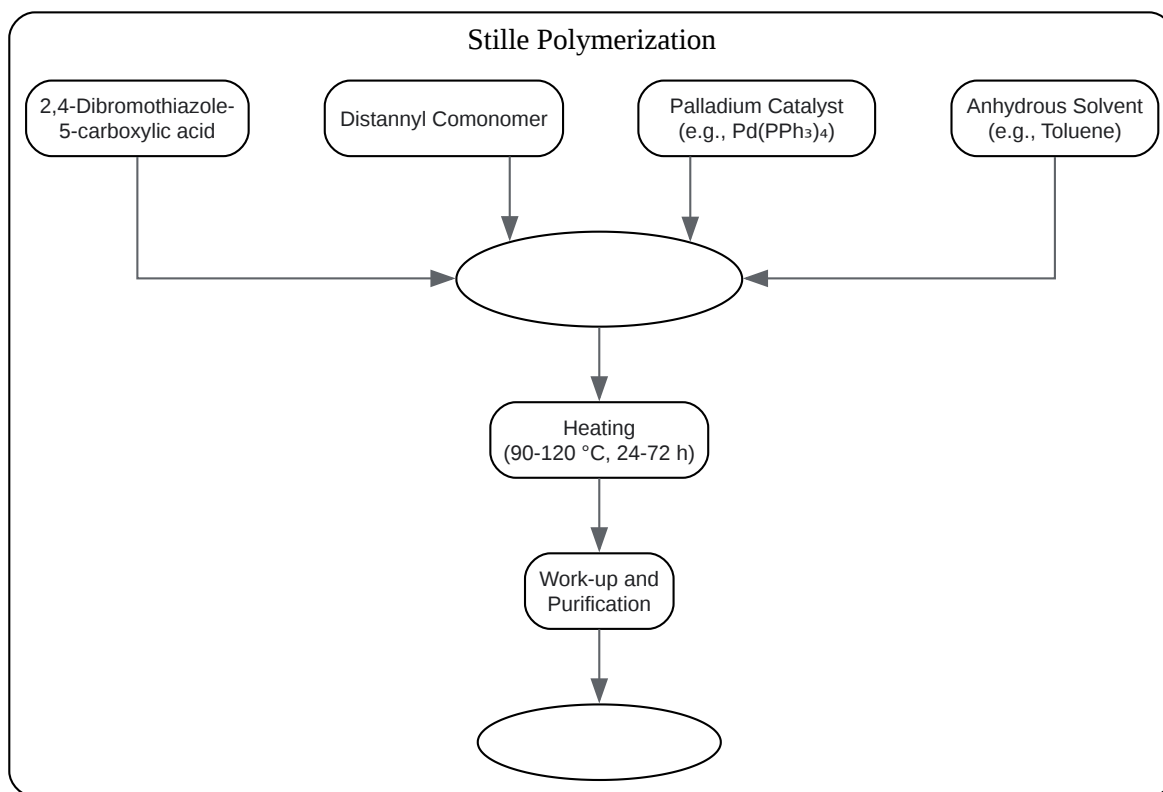 Stille Polymerization
2,4-Dibromothiazole-
5-carboxylic acid
Distannyl Comonomer
Palladium Catalyst
(e.g., Pd(PPh₃)₄)
Anhydrous Solvent
(e.g., Toluene)
Heating
(90-120 °C, 24-72 h)
Work-up and
Purification